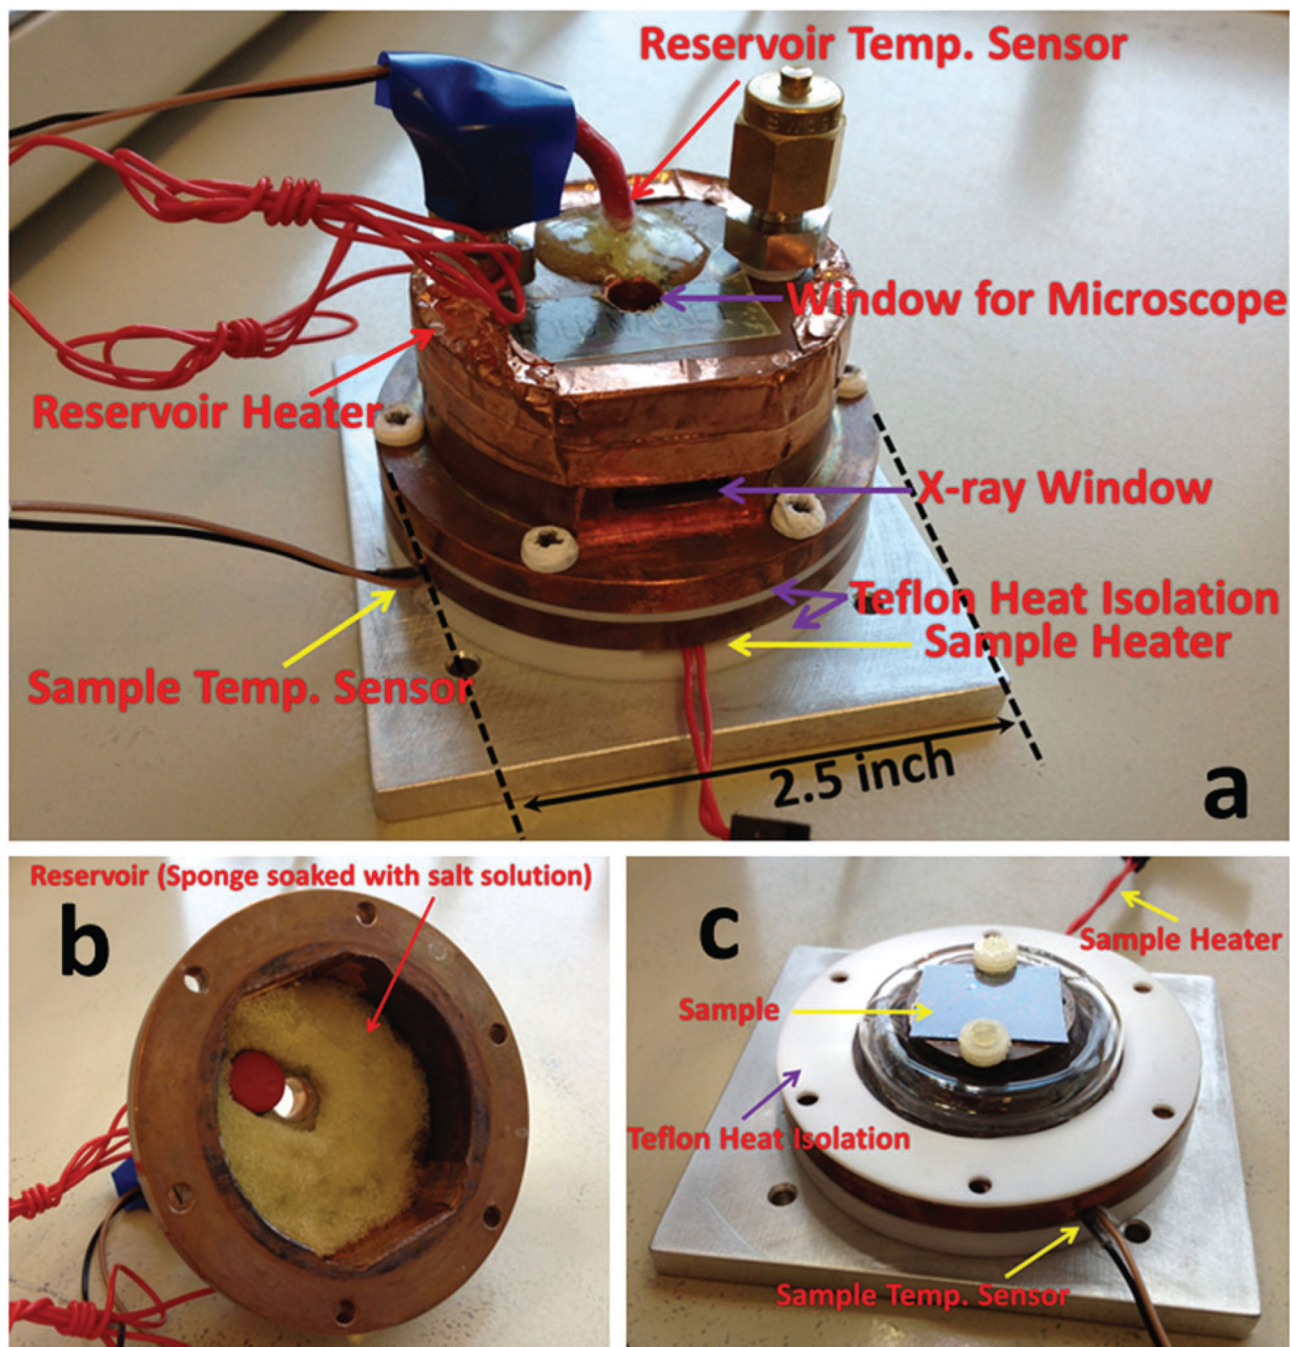 Reservoir Temp. Sensor
Window for Microscope
Reservoir Heater
X-ray Window
Teflon Heat Isolation
Sample Heater
Sample Temp. Sensor
2.5 inch
a
Reservoir (Sponge soaked with salt solution)
b
c
Sample Heater
Sample
Teflon Heat Isolation
Sample Temp. Sensor